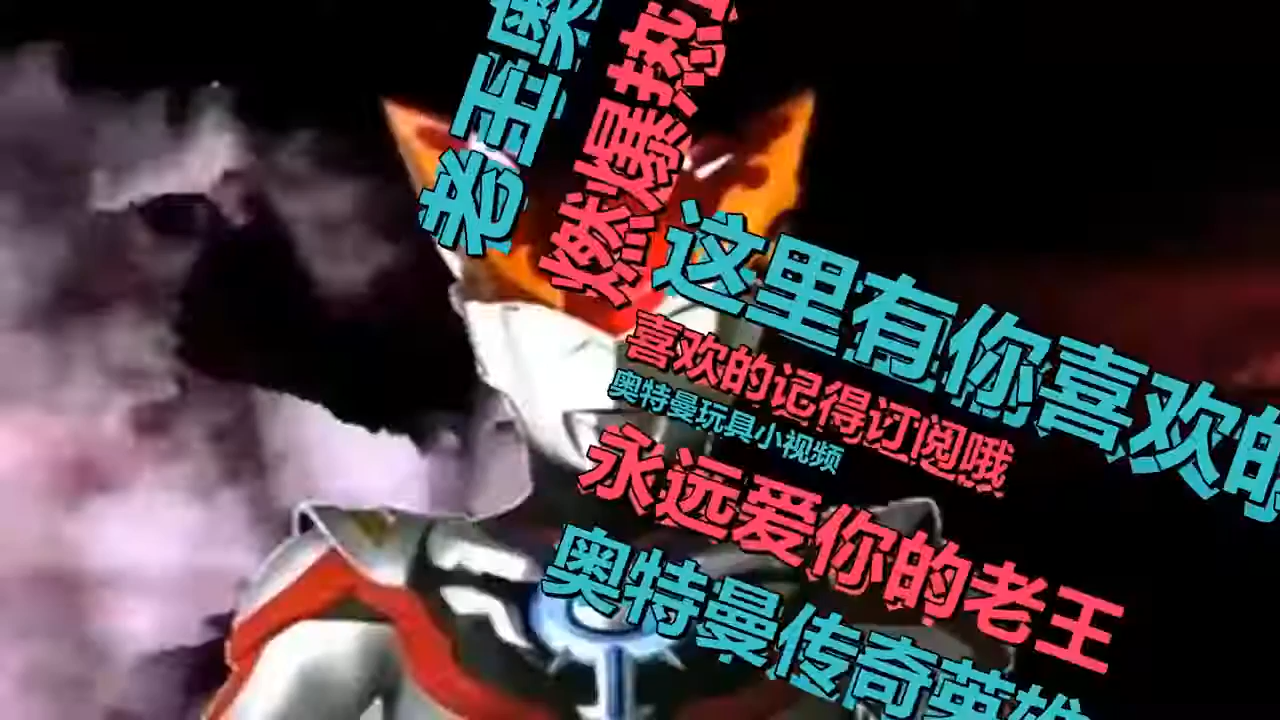 老王奥
燃爆热
这里有你喜欢的
喜欢的记得订阅哦
奥特曼玩具小视频
永远爱你的老王
奥特曼传奇英雄